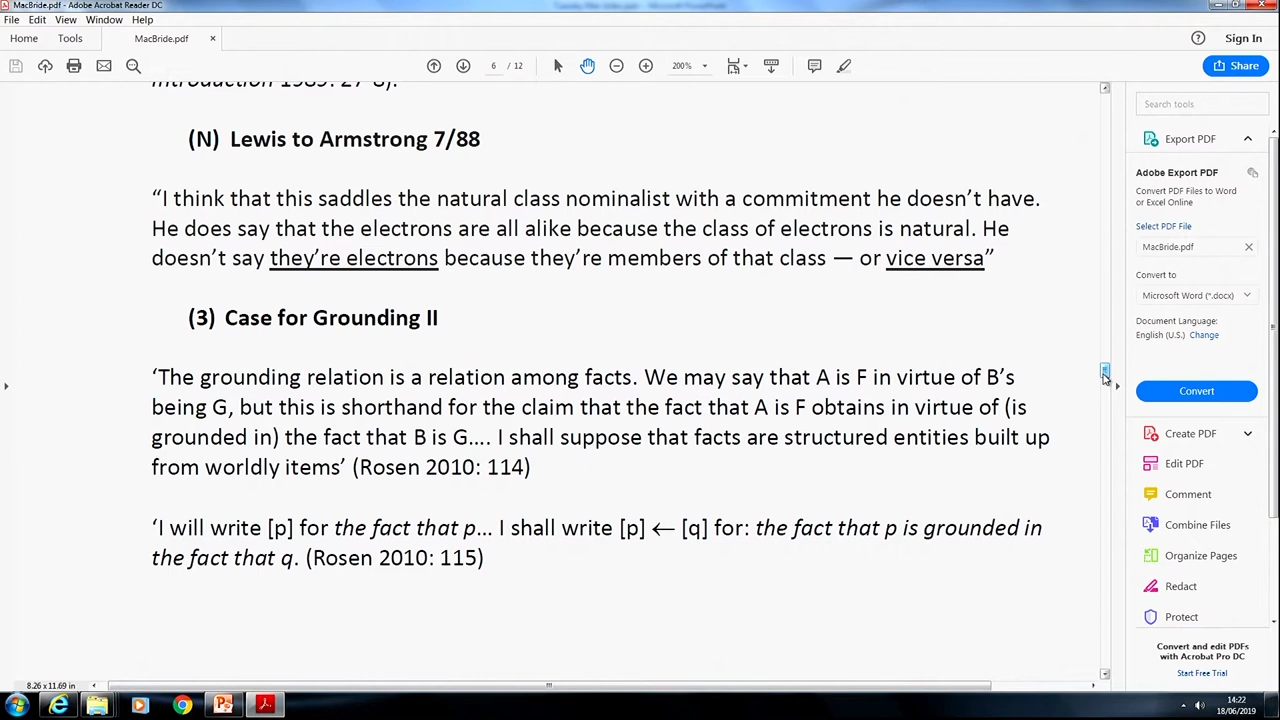 MacBride.pdf - Adobe Acrobat Reader DC
File Edit View Window Help
Home Tools MacBride.pdf × Sign In
6 / 12 200% Share
(N) Lewis to Armstrong 7/88
“I think that this saddles the natural class nominalist with a commitment he doesn’t have.
He does say that the electrons are all alike because the class of electrons is natural. He
doesn’t say they’re electrons because they’re members of that class — or vice versa”
(3) Case for Grounding II
‘The grounding relation is a relation among facts. We may say that A is F in virtue of B’s
being G, but this is shorthand for the claim that the fact that A is F obtains in virtue of (is
grounded in) the fact that B is G.... I shall suppose that facts are structured entities built up
from worldly items’ (Rosen 2010: 114)
‘I will write [p] for the fact that p... I shall write [p] ← [q] for: the fact that p is grounded in
the fact that q. (Rosen 2010: 115)
8.26 x 11.69 in
Search tools
Export PDF
Adobe Export PDF
Convert PDF Files to Word
or Excel Online
Select PDF File
MacBride.pdf
Convert to
Microsoft Word (*.docx)
Document Language:
English (U.S.) Change
Convert
Create PDF
Edit PDF
Comment
Combine Files
Organize Pages
Redact
Protect
Convert and edit PDFs
with Acrobat Pro DC
Start Free Trial
14:22
18/06/2019